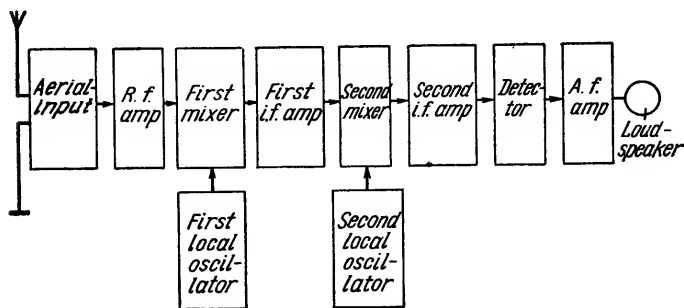 Aerial-
input
R.f.
amp
First
mixer
First
i.f. amp
Second
mixer
Second
i.f. amp
Detec-
tor
A.f.
amp
Loud-
speaker
First
local
oscil-
lator
Second
local
oscil-
lator